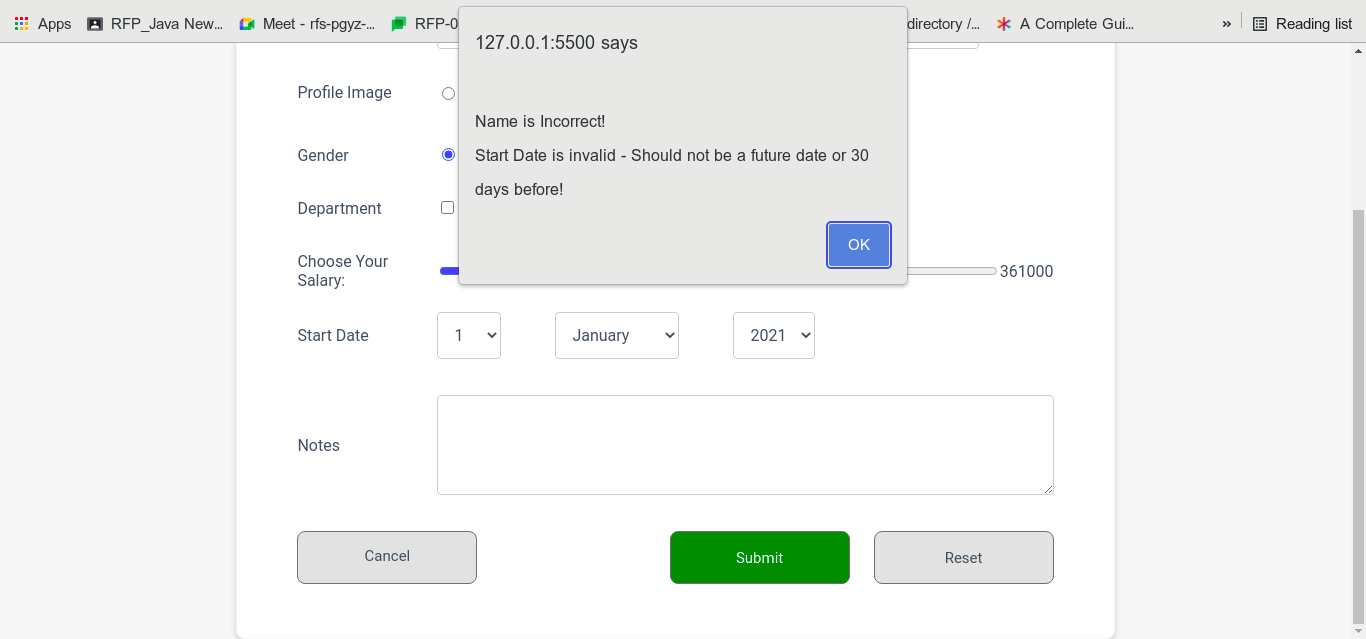 Apps RFP_Java New... Meet - rfs-pgyz-... RFP-0 directory /... A Complete Gui... » Reading list
127.0.0.1:5500 says
Profile Image
Name is Incorrect!
Gender
Start Date is invalid - Should not be a future date or 30
days before!
Department
OK
Choose Your
Salary:
361000
Start Date 1 January 2021
Notes
Cancel Submit Reset